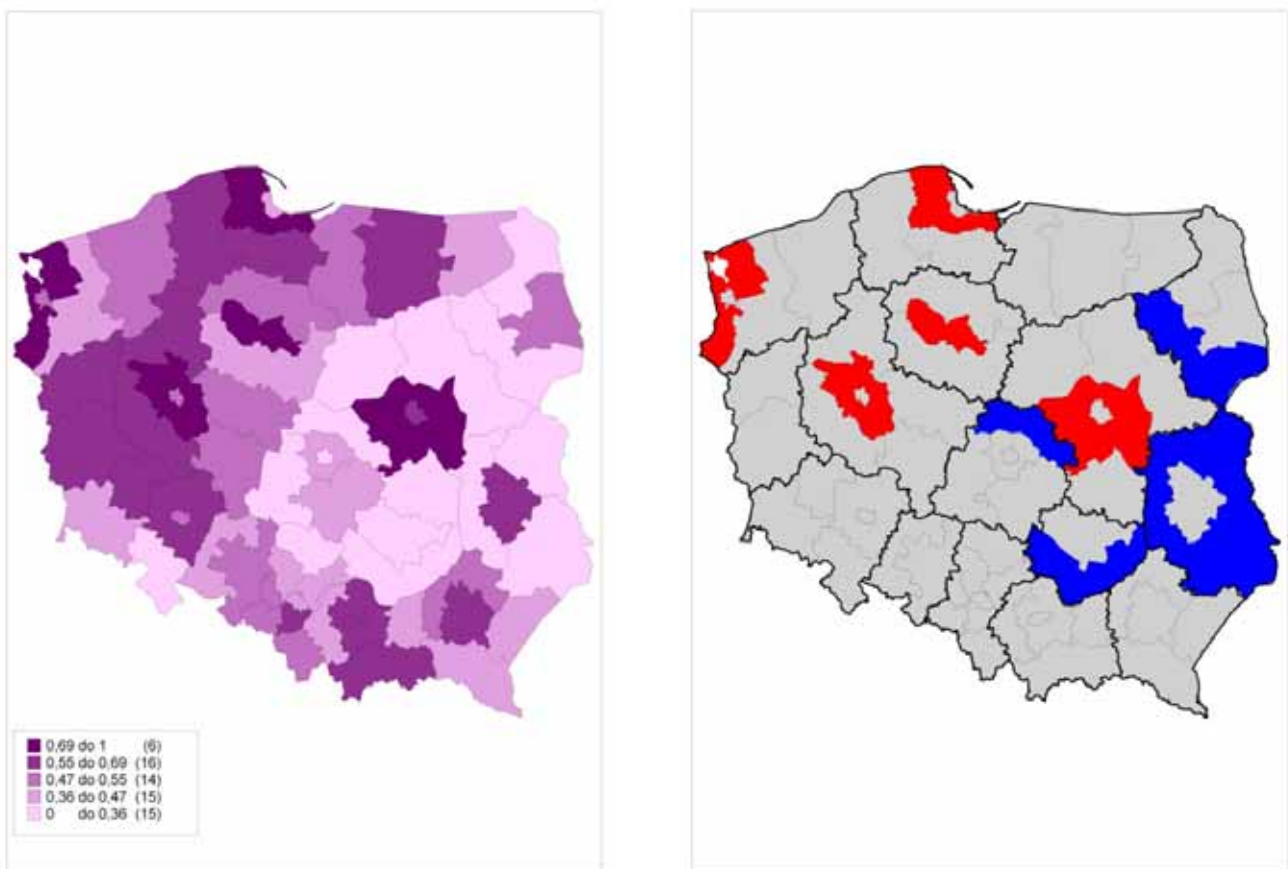 0,69 do 1 (6)
0,55 do 0,69 (16)
0,47 do 0,55 (14)
0,36 do 0,47 (15)
0 do 0,36 (15)